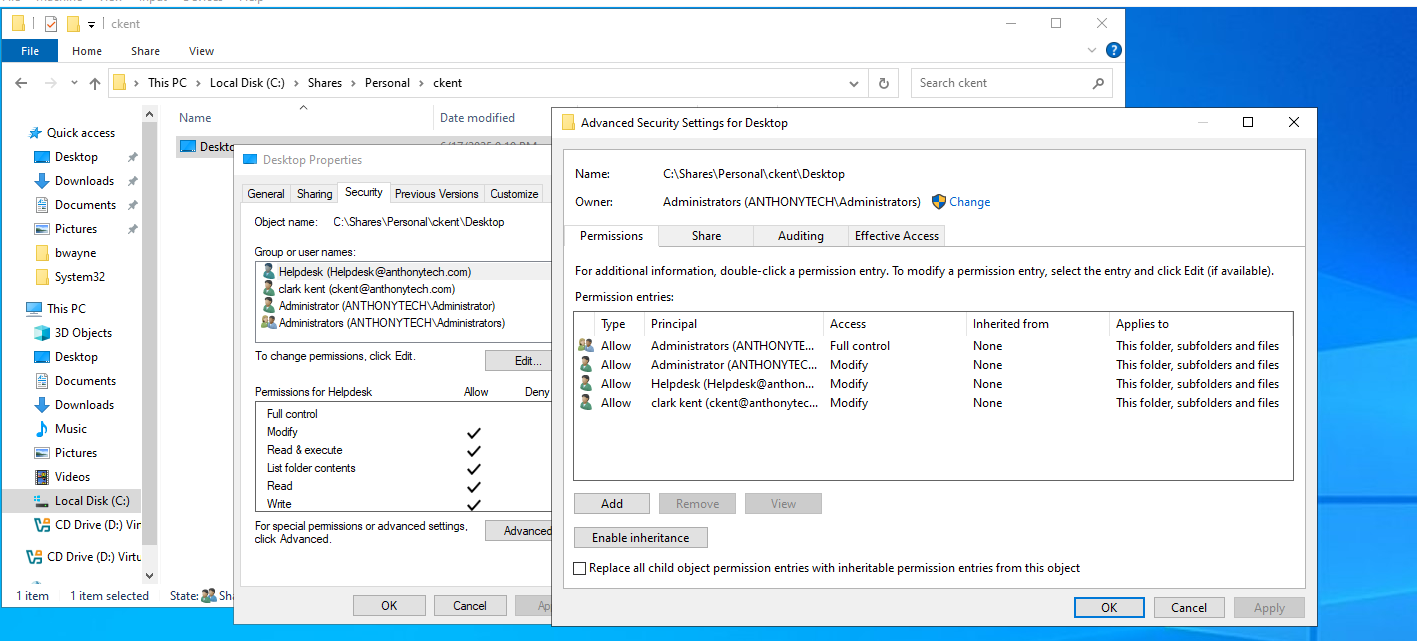 ckent
File Home Share View
This PC > Local Disk (C:) > Shares > Personal > ckent
Search ckent
Name Date modified
Quick access
Desktop
Downloads
Documents
Pictures
bwayne
System32
This PC
3D Objects
Desktop
Documents
Downloads
Music
Pictures
Videos
Local Disk (C:)
CD Drive (D:) Vir
CD Drive (D:) Virtu
1 item 1 item selected State: Sh
Deskto
Desktop Properties
General Sharing Security Previous Versions Customize
Object name: C:\Shares\Personal\ckent\Desktop
Group or user names:
Helpdesk (Helpdesk@anthonytech.com)
clark kent (ckent@anthonytech.com)
Administrator (ANTHONYTECH\Administrator)
Administrators (ANTHONYTECH\Administrators)
To change permissions, click Edit.
Edit...
Permissions for Helpdesk Allow Deny
Full control
Modify
Read & execute
List folder contents
Read
Write
For special permissions or advanced settings,
click Advanced.
Advanced
OK Cancel Ap
Advanced Security Settings for Desktop
Name: C:\Shares\Personal\ckent\Desktop
Owner: Administrators (ANTHONYTECH\Administrators) Change
Permissions Share Auditing Effective Access
For additional information, double-click a permission entry. To modify a permission entry, select the entry and click Edit (if available).
Permission entries:
Type Principal Access Inherited from Applies to
Allow Administrators (ANTHONYTE... Full control None This folder, subfolders and files
Allow Administrator (ANTHONYTEC... Modify None This folder, subfolders and files
Allow Helpdesk (Helpdesk@anthon... Modify None This folder, subfolders and files
Allow clark kent (ckent@anthonytec... Modify None This folder, subfolders and files
Add Remove View
Enable inheritance
Replace all child object permission entries with inheritable permission entries from this object
OK Cancel Apply